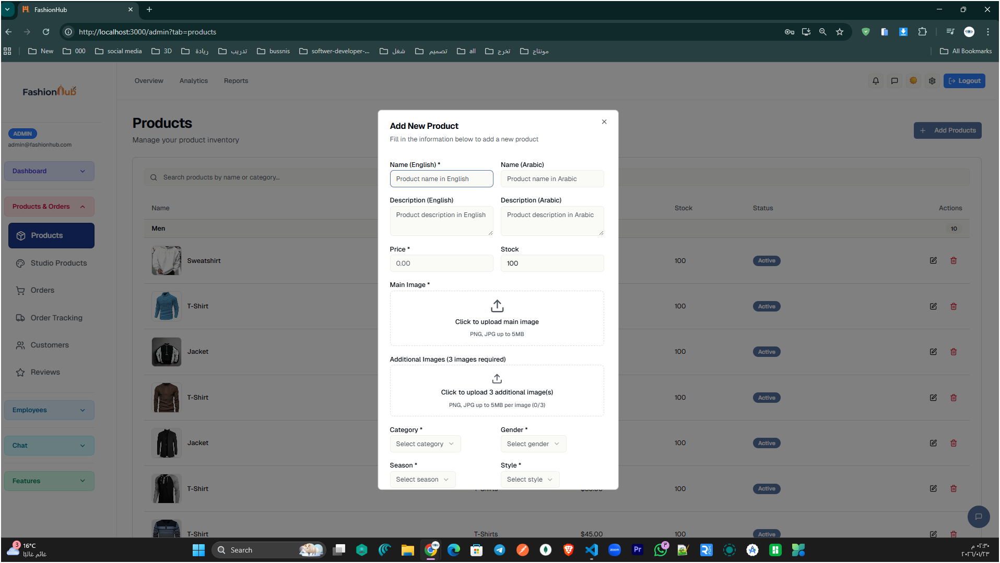 FashionHub
http://localhost:3000/admin?tab=products
New
000
social media
3D
ريادة
تدريب
bussnis
softwer-developer-...
شغل
تصميم
all
تخرج
مونتاج
All Bookmarks
FashionHub
Overview
Analytics
Reports
Logout
ADMIN
admin@fashionhub.com
Dashboard
Products & Orders
Products
Studio Products
Orders
Order Tracking
Customers
Reviews
Employees
Chat
Features
Products
Manage your product inventory
Add Products
Search products by name or category...
Name
Stock
Status
Actions
Men
10
Sweatshirt
100
Active
T-Shirt
100
Active
Jacket
100
Active
T-Shirt
100
Active
Jacket
100
Active
T-Shirt
100
Active
T-Shirt
T-Shirts
$45.00
100
Active
Add New Product
Fill in the information below to add a new product
Name (English) *
Name (Arabic)
Product name in English
Product name in Arabic
Description (English)
Description (Arabic)
Product description in English
Product description in Arabic
Price *
Stock
0.00
100
Main Image *
Click to upload main image
PNG, JPG up to 5MB
Additional Images (3 images required)
Click to upload 3 additional image(s)
PNG, JPG up to 5MB per image (0/3)
Category *
Gender *
Select category
Select gender
Season *
Style *
Select season
Select style
3
16°C
غائم غالبًا
Search
zoom
Pr
3
٠٢:٣٠ م
٢٠٢٦/٠١/٢٣